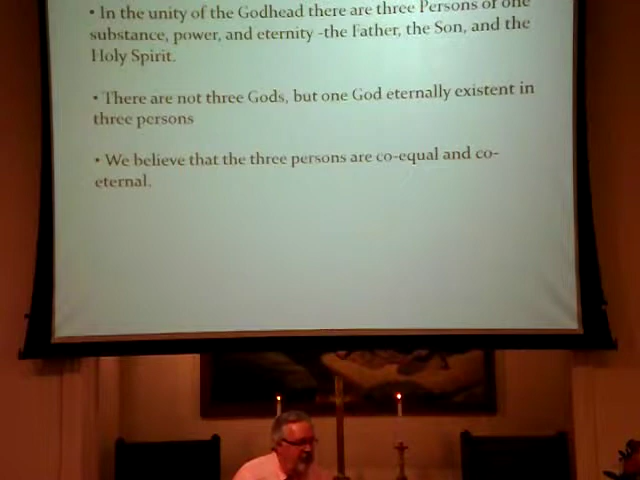 • In the unity of the Godhead there are three Persons of one
substance, power, and eternity -the Father, the Son, and the
Holy Spirit.
• There are not three Gods, but one God eternally existent in
three persons
• We believe that the three persons are co-equal and co-
eternal.